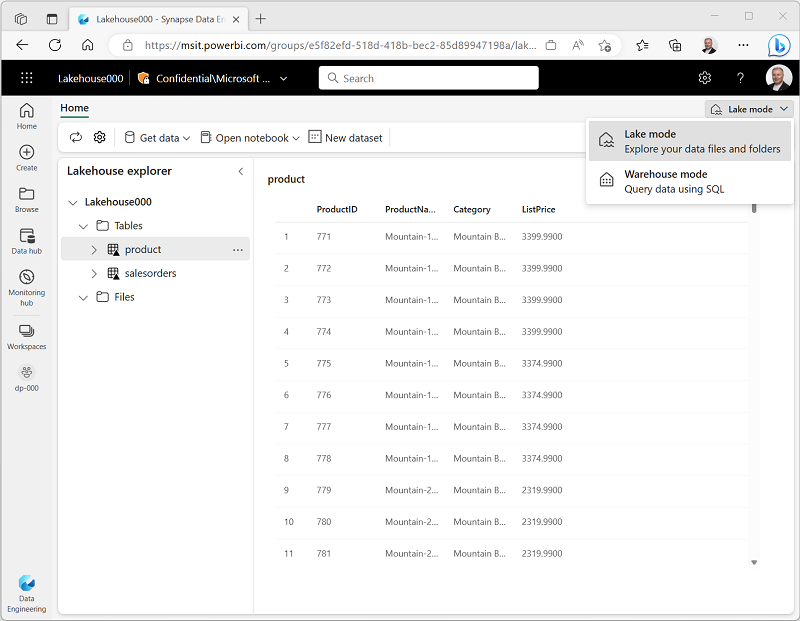 Lakehouse000 - Synapse Data En
https://msit.powerbi.com/groups/e5f82efd-518d-418b-bec2-85d89947198a/lak...
Lakehouse000
Confidential\Microsoft ...
Search
Home
Lake mode
Lake mode
Explore your data files and folders
Warehouse mode
Query data using SQL
Get data
Open notebook
New dataset
Home
Create
Browse
Data hub
Monitoring
hub
Workspaces
dp-000
Data
Engineering
Lakehouse explorer
Lakehouse000
Tables
product
salesorders
Files
product
ProductID ProductNa... Category ListPrice
1 771 Mountain-1... Mountain B... 3399.9900
2 772 Mountain-1... Mountain B... 3399.9900
3 773 Mountain-1... Mountain B... 3399.9900
4 774 Mountain-1... Mountain B... 3399.9900
5 775 Mountain-1... Mountain B... 3374.9900
6 776 Mountain-1... Mountain B... 3374.9900
7 777 Mountain-1... Mountain B... 3374.9900
8 778 Mountain-1... Mountain B... 3374.9900
9 779 Mountain-2... Mountain B... 2319.9900
10 780 Mountain-2... Mountain B... 2319.9900
11 781 Mountain-2... Mountain B... 2319.9900